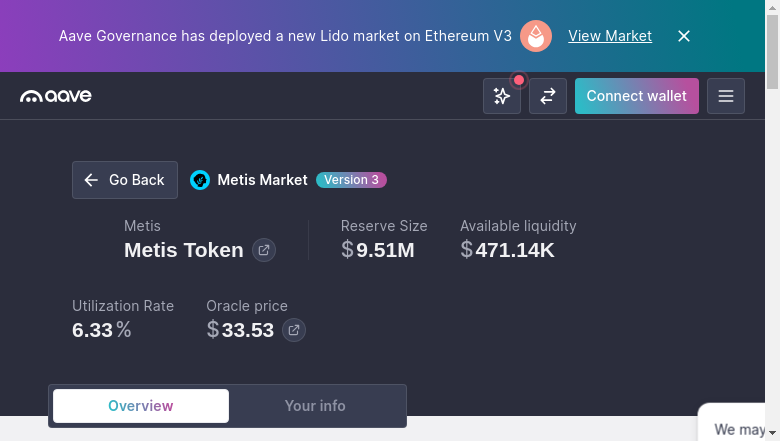 Aave Governance has deployed a new Lido market on Ethereum V3 View Market
aave Connect wallet
Go Back Metis Market Version 3
Metis Reserve Size Available liquidity
Metis Token $9.51M $471.14K
Utilization Rate Oracle price
6.33% $33.53
Overview Your info
We may